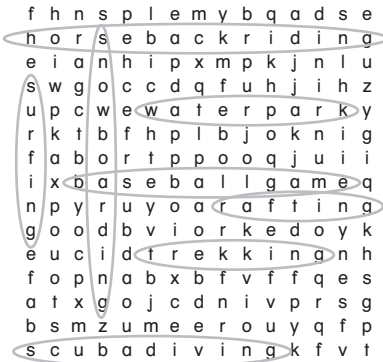 f h n s p l e m y b q a d s e
h o r s e b a c k r i d i n g
e i a n h i p x m p k j n l u
s w g o c c d q f u h j i h z
u p c w e w a t e r p a r k y
r k t b f h p l b j o k n i g
f a b o r t p p o o q j u i i
i x b a s e b a l l g a m e q
n p y r u y o a r a f t i n g
g o o d b v i o r k e d o y k
e u c i d t r e k k i n g n h
f o p n a b x b f v f f q e s
a t x g o j c d n i v p r s g
b s m z u m e e r o u y q f p
s c u b a d i v i n g k f v t